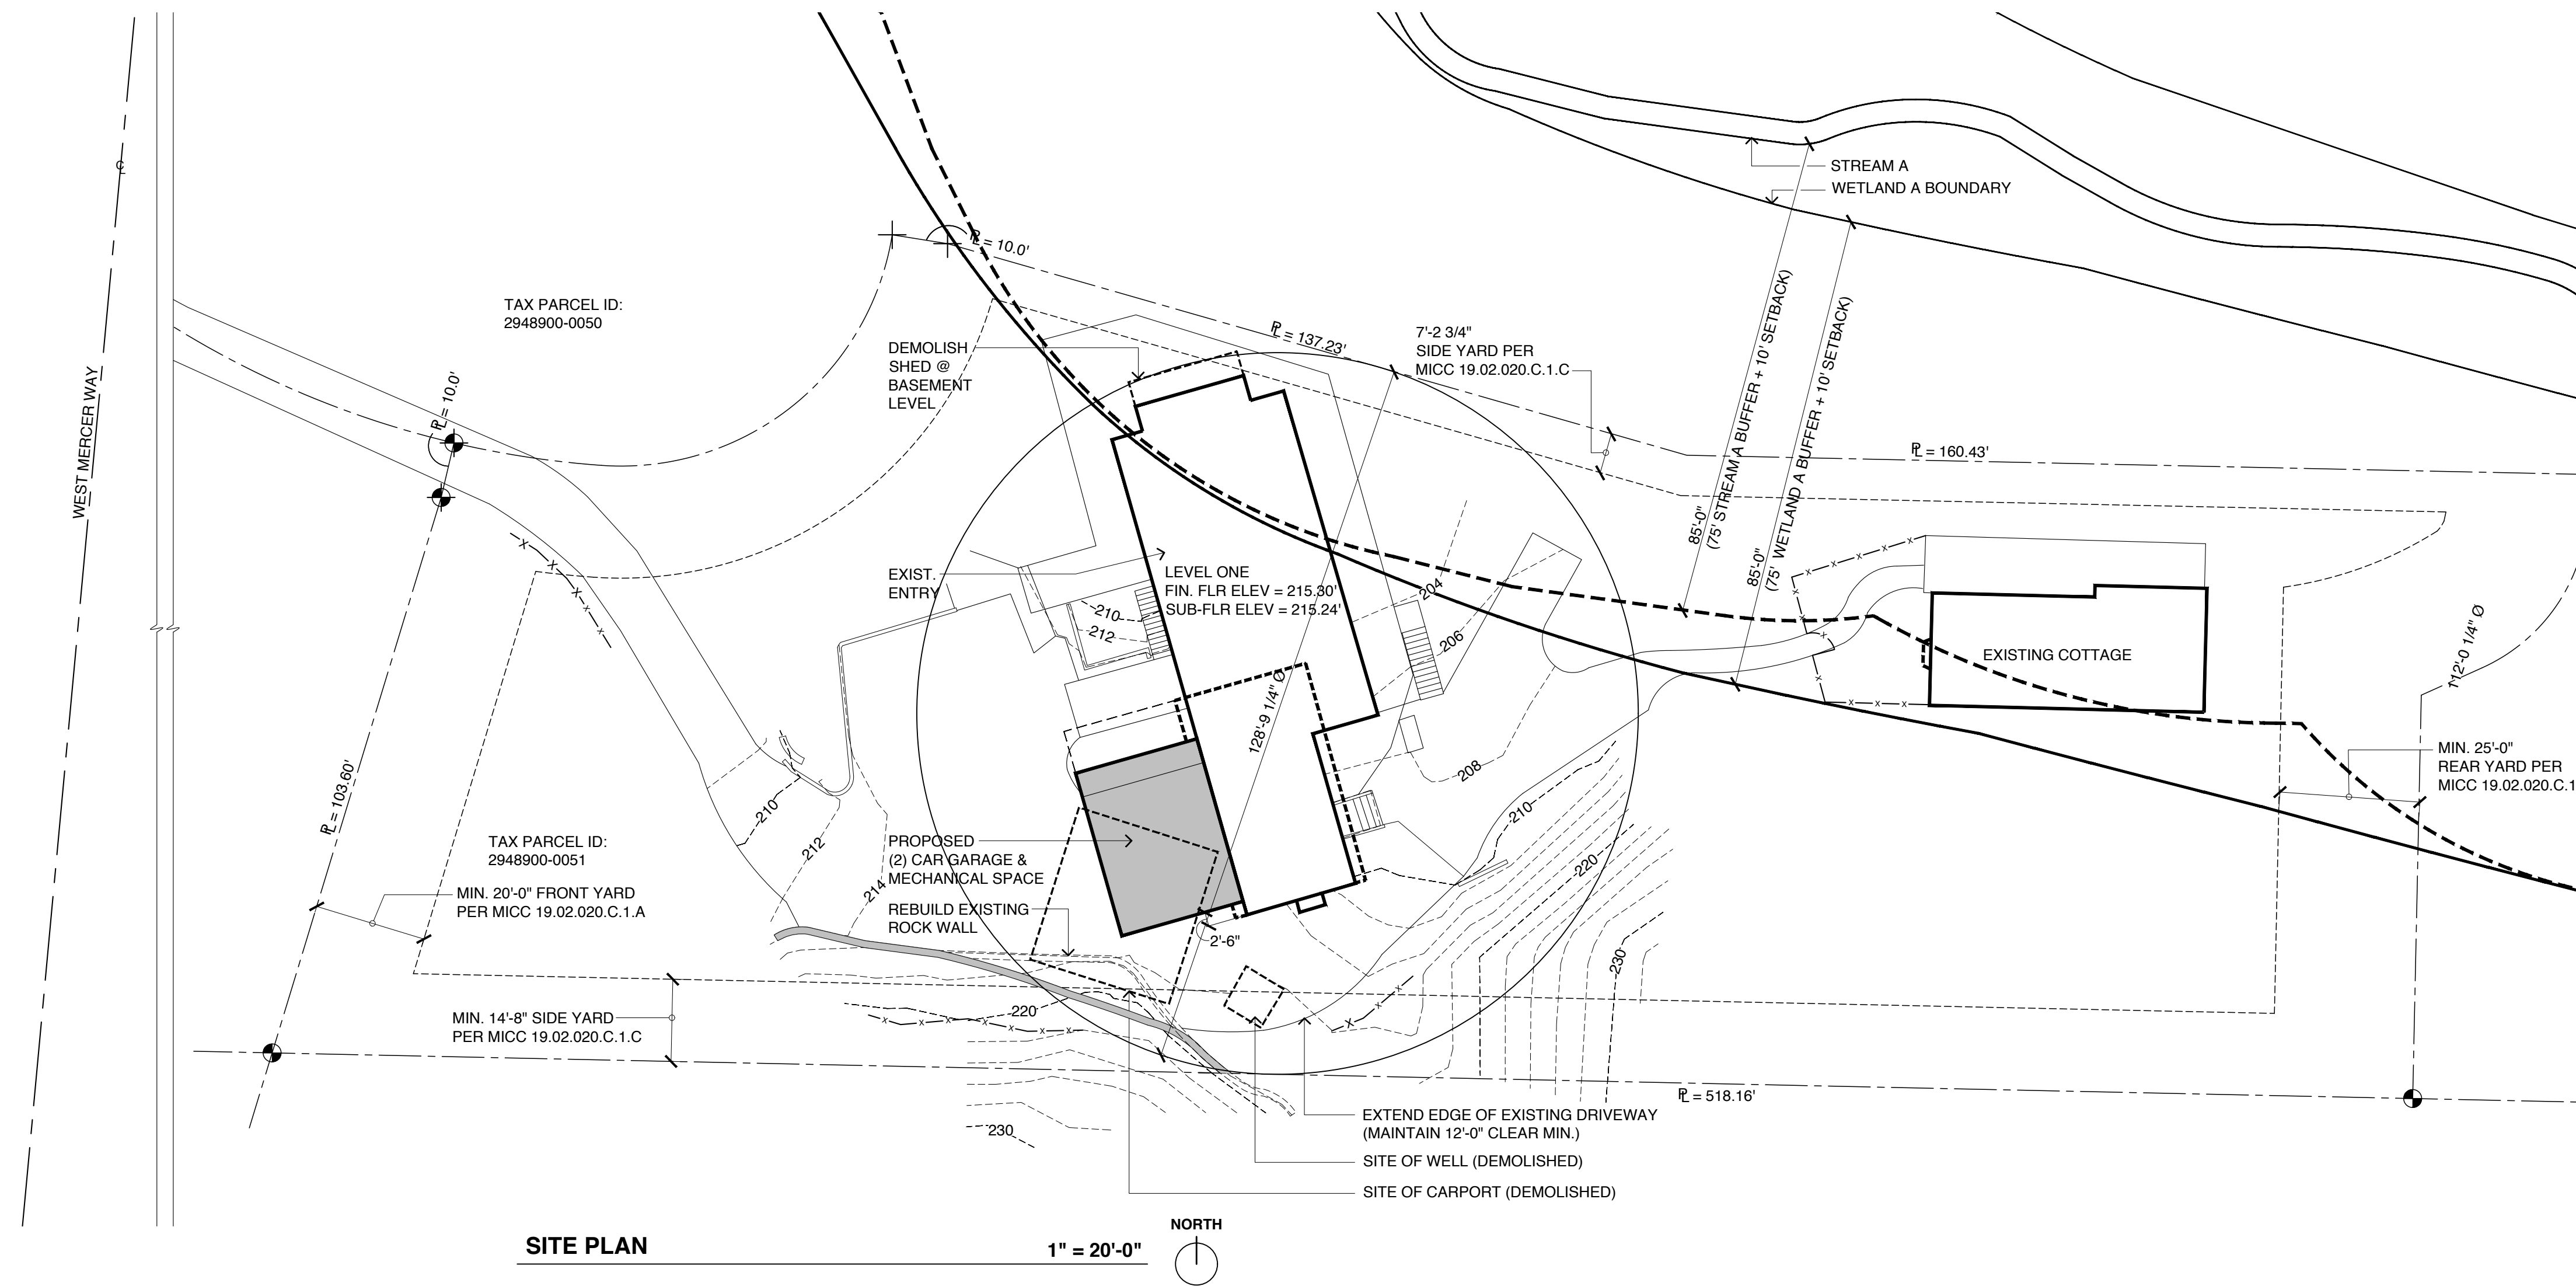 STREAM A
WETLAND A BOUNDARY
℄
℄ = 10.0'
TAX PARCEL ID:
2948900-0050
℄ = 137.23'
7'-2 3/4"
SIDE YARD PER
MICC 19.02.020.C.1.C
DEMOLISH
SHED @
BASEMENT
LEVEL
WEST MERCER WAY
℄ = 10.0'
85'-0"
(75' STREAM A BUFFER + 10' SETBACK)
85'-0"
(75' WETLAND A BUFFER + 10' SETBACK)
℄ = 160.43'
EXIST.
ENTRY
LEVEL ONE
FIN. FLR ELEV = 215.30'
SUB-FLR ELEV = 215.24'
204
206
208
210
212
EXISTING COTTAGE
112'-0 1/4" Ø
128'-9 1/4" Ø
MIN. 25'-0"
REAR YARD PER
MICC 19.02.020.C.1
℄ = 103.60'
210
212
214
210
220
230
TAX PARCEL ID:
2948900-0051
PROPOSED
(2) CAR GARAGE &
MECHANICAL SPACE
MIN. 20'-0" FRONT YARD
PER MICC 19.02.020.C.1.A
REBUILD EXISTING
ROCK WALL
2'-6"
220
MIN. 14'-8" SIDE YARD
PER MICC 19.02.020.C.1.C
℄ = 518.16'
230
EXTEND EDGE OF EXISTING DRIVEWAY
(MAINTAIN 12'-0" CLEAR MIN.)
SITE OF WELL (DEMOLISHED)
SITE OF CARPORT (DEMOLISHED)
NORTH
SITE PLAN
1" = 20'-0"